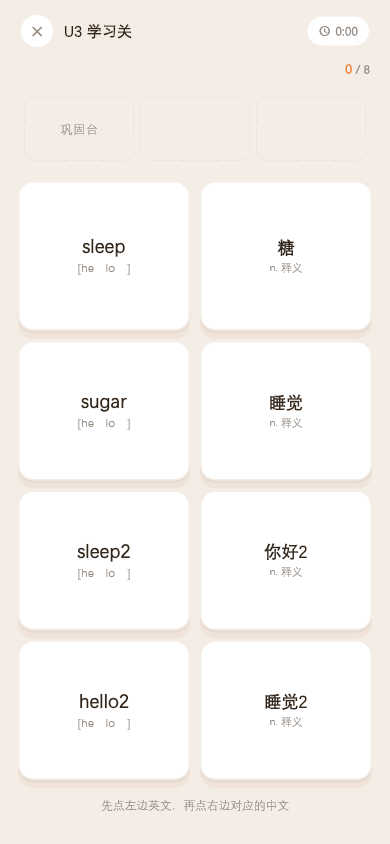 U3 学习关
0:00
0 / 8
巩固台
sleep
[he lo ]
糖
n. 释义
sugar
[he lo ]
睡觉
n. 释义
sleep2
[he lo ]
你好2
n. 释义
hello2
[he lo ]
睡觉2
n. 释义
先点左边英文，再点右边对应的中文